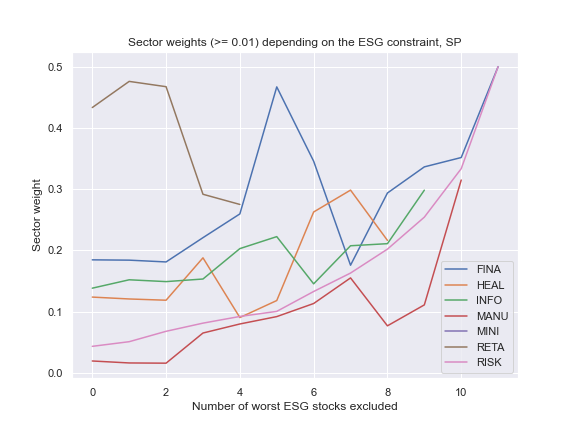 Sector weights (>= 0.01) depending on the ESG constraint, SP
0.5
0.4
0.3
0.2
0.1
0.0
Sector weight
0 2 4 6 8 10
Number of worst ESG stocks excluded
FINA
HEAL
INFO
MANU
MINI
RETA
RISK